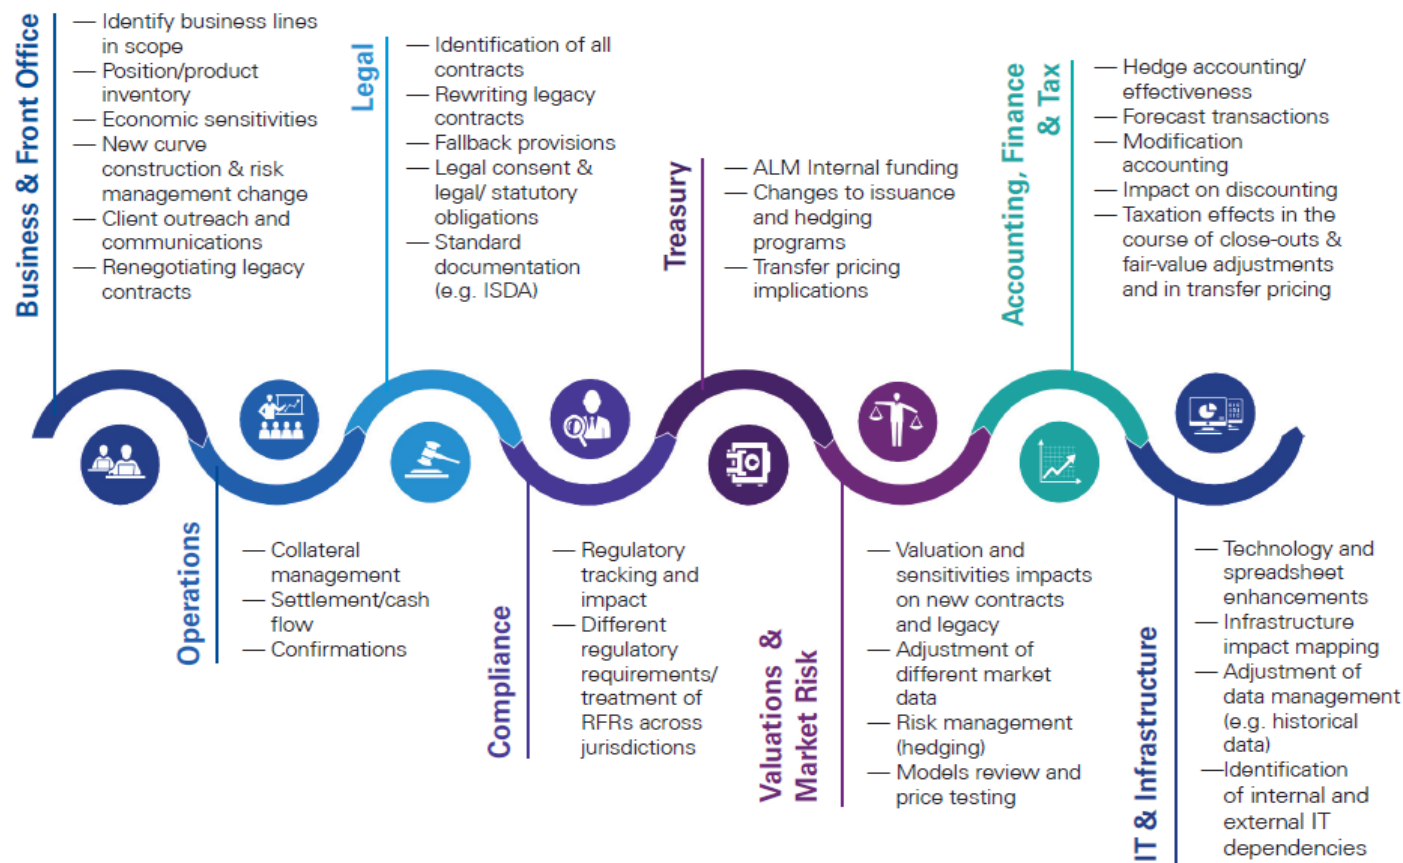 Business & Front Office
— Identify business lines
in scope
— Position/product
inventory
— Economic sensitivities
— New curve
construction & risk
management change
— Client outreach and
communications
— Renegotiating legacy
contracts
Legal
— Identification of all
contracts
— Rewriting legacy
contracts
— Fallback provisions
— Legal consent &
legal/ statutory
obligations
— Standard
documentation
(e.g. ISDA)
Treasury
— ALM Internal funding
— Changes to issuance
and hedging
programs
— Transfer pricing
implications
Accounting, Finance
& Tax
— Hedge accounting/
effectiveness
— Forecast transactions
— Modification
accounting
— Impact on discounting
— Taxation effects in the
course of close-outs &
fair-value adjustments
and in transfer pricing
Operations
— Collateral
management
— Settlement/cash
flow
— Confirmations
Compliance
— Regulatory
tracking and
impact
— Different
regulatory
requirements/
treatment of
RFRs across
jurisdictions
Valuations &
Market Risk
— Valuation and
sensitivities impacts
on new contracts
and legacy
— Adjustment of
different market
data
— Risk management
(hedging)
— Models review and
price testing
IT & Infrastructure
— Technology and
spreadsheet
enhancements
— Infrastructure
impact mapping
— Adjustment of
data management
(e.g. historical
data)
—Identification
of internal and
external IT
dependencies